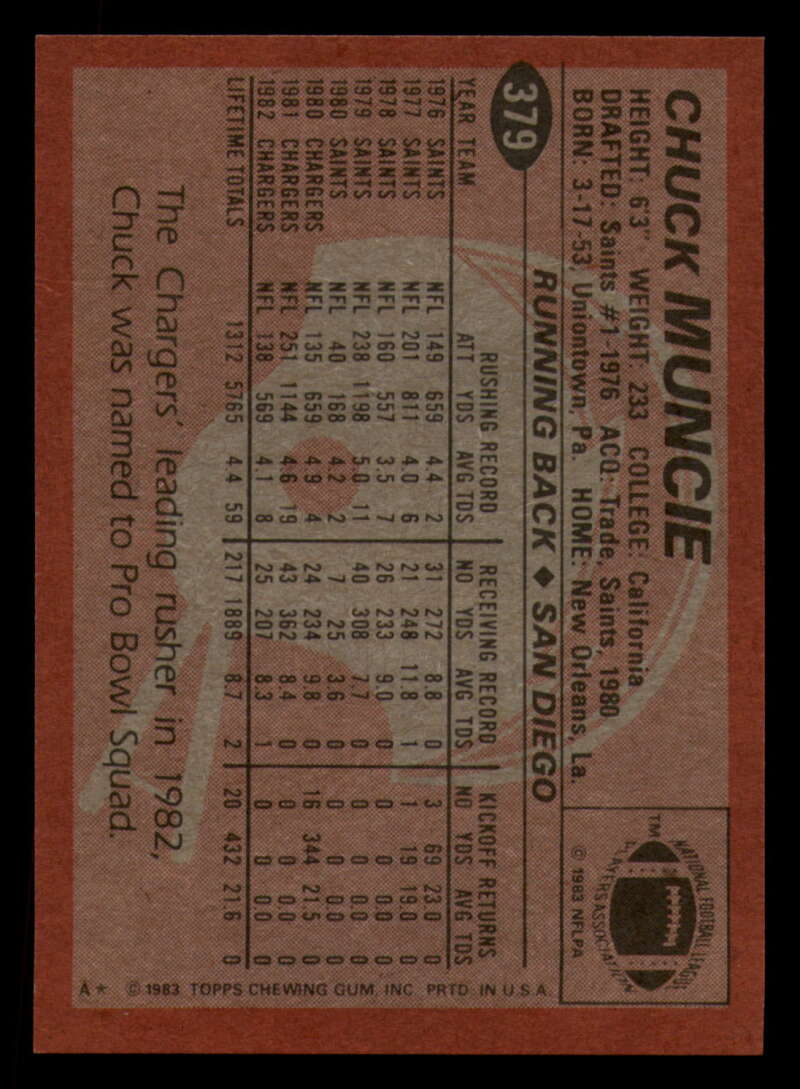 CHUCK MUNCIE
HEIGHT: 6'3" WEIGHT: 233 COLLEGE: California
DRAFTED: Saints #1-1976 ACQ: Trade, Saints, 1980
BORN: 3-17-53, Uniontown, Pa. HOME: New Orleans, La.
379
RUNNING BACK ◆ SAN DIEGO
NATIONAL FOOTBALL LEAGUE
PLAYERS ASSOCIATION
TM
© 1983 NFLPA
RUSHING RECORD RECEIVING RECORD KICKOFF RETURNS
YEAR TEAM ATT YDS AVG TDS NO YDS AVG TDS NO YDS AVG TDS
1976 SAINTS NFL 149 659 4.4 2 31 272 8.8 0 3 69 23.0 0
1977 SAINTS NFL 201 811 4.0 6 21 248 11.8 1 1 19 19.0 0
1978 SAINTS NFL 160 557 3.5 7 26 233 9.0 0 0 0 0.0 0
1979 SAINTS NFL 238 1198 5.0 11 40 308 7.7 0 0 0 0.0 0
1980 SAINTS NFL 40 168 4.2 2 7 25 3.6 0 0 0 0.0 0
1980 CHARGERS NFL 135 659 4.9 4 24 234 9.8 0 16 344 21.5 0
1981 CHARGERS NFL 251 1144 4.6 19 43 362 8.4 0 0 0 0.0 0
1982 CHARGERS NFL 138 569 4.1 8 25 207 8.3 1 0 0 0.0 0
LIFETIME TOTALS 1312 5765 4.4 59 217 1889 8.7 2 20 432 21.6 0
The Chargers' leading rusher in 1982,
Chuck was named to Pro Bowl Squad.
A* © 1983 TOPPS CHEWING GUM, INC. PRTD. IN U.S.A.